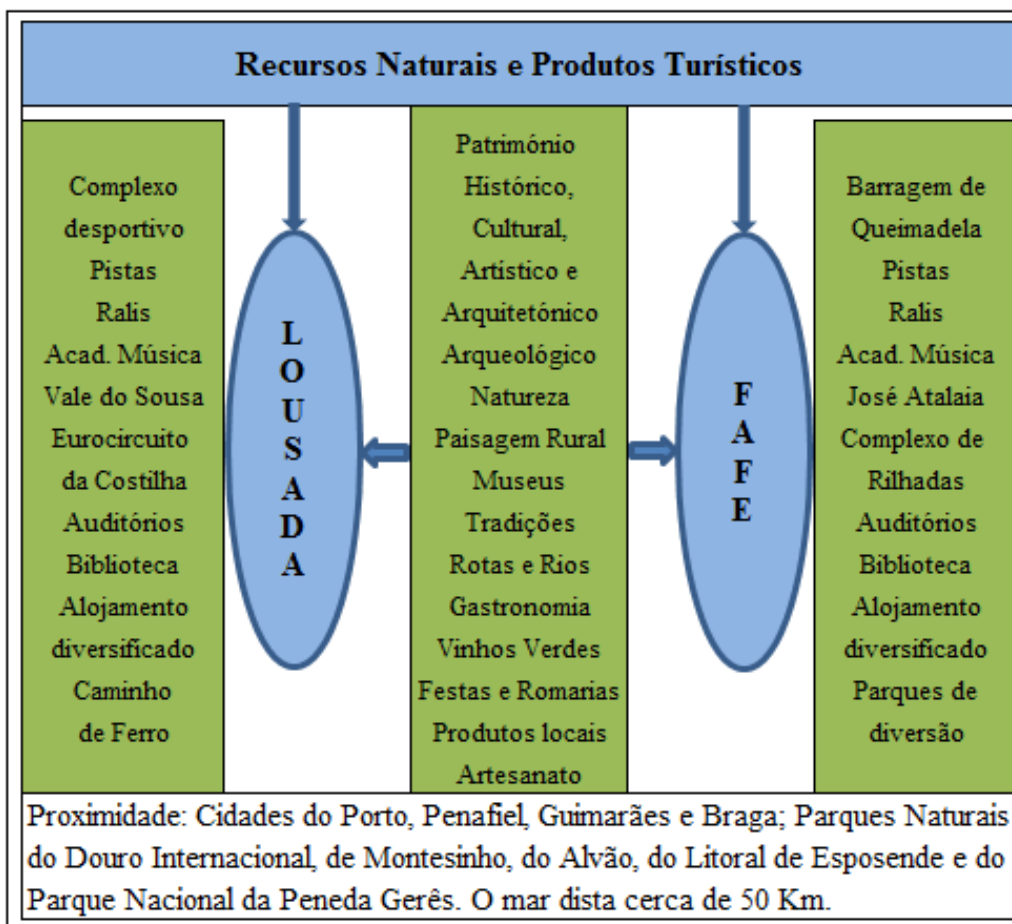 Recursos Naturais e Produtos Turísticos
Complexo
desportivo
Pistas
Ralis
Acad. Música
Vale do Sousa
Eurocircuito
da Costilha
Auditórios
Biblioteca
Alojamento
diversificado
Caminho
de Ferro
L
O
U
S
A
D
A
Património
Histórico,
Cultural,
Artístico e
Arquitetónico
Arqueológico
Natureza
Paisagem Rural
Museus
Tradições
Rotas e Rios
Gastronomia
Vinhos Verdes
Festas e Romarias
Produtos locais
Artesanato
F
A
F
E
Barragem de
Queimadela
Pistas
Ralis
Acad. Música
José Atalaia
Complexo de
Rilhadas
Auditórios
Biblioteca
Alojamento
diversificado
Parques de
diversão
Proximidade: Cidades do Porto, Penafiel, Guimarães e Braga; Parques Naturais
do Douro Internacional, de Montesinho, do Alvão, do Litoral de Esposende e do
Parque Nacional da Peneda Gerês. O mar dista cerca de 50 Km.